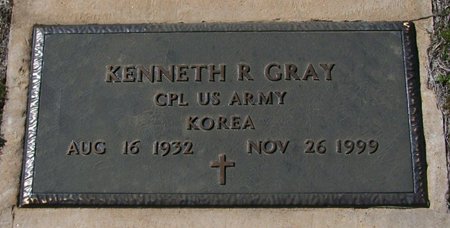 KENNETH R GRAY
CPL US ARMY
KOREA
AUG 16 1932 NOV 26 1999